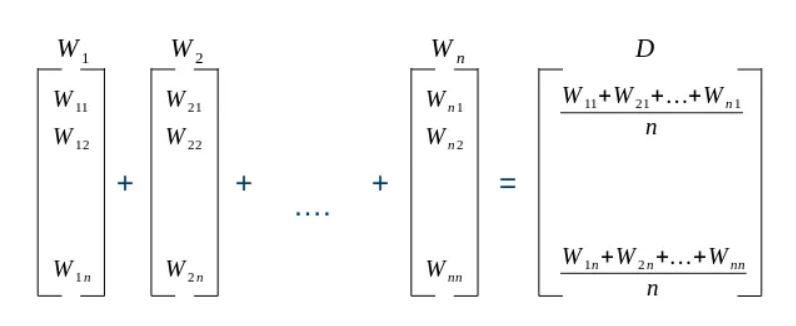 W₁ W₂ Wₙ D
W₁₁ W₂₁ Wₙ₁ W₁₁+W₂₁+...+Wₙ₁
n
W₁₂ W₂₂ Wₙ₂
+ + .... + =
W₁ₙ W₂ₙ Wₙₙ W₁ₙ+W₂ₙ+...+Wₙₙ
n